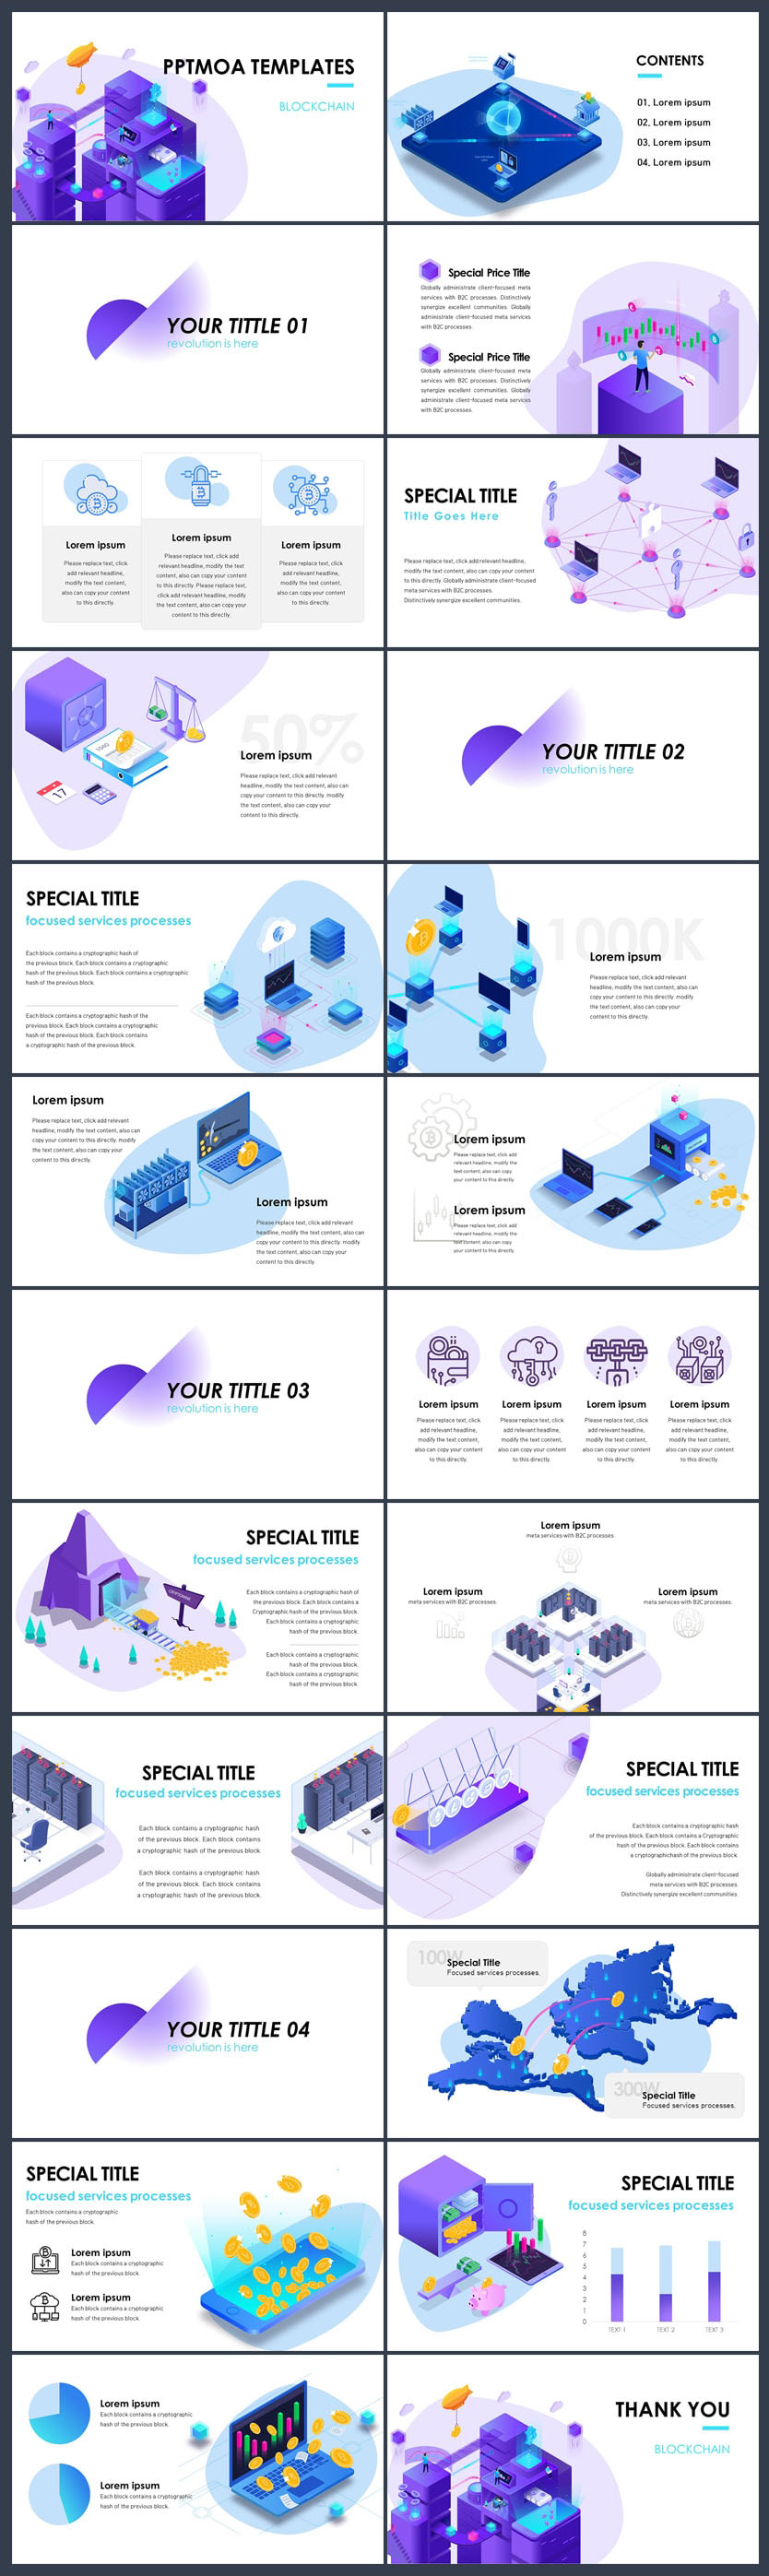 PPTMOA TEMPLATES
BLOCKCHAIN
CONTENTS
01. Lorem ipsum
02. Lorem ipsum
03. Lorem ipsum
04. Lorem ipsum
YOUR TITTLE 01
revolution is here
Special Price Title
Globally administrate client-focused meta
services with B2C processes. Distinctively
synergize excellent communities. Globally
administrate client-focused meta services
with B2C processes.
Special Price Title
Globally administrate client-focused meta
services with B2C processes. Distinctively
synergize excellent communities. Globally
administrate client-focused meta services
with B2C processes.
Lorem ipsum
Please replace text, click
add relevant headline,
modify the text content,
also can copy your content
to this directly.
Lorem ipsum
Please replace text, click add
relevant headline, modify the text
content, also can copy your content
to this directly. Please replace text,
click add relevant headline, modify
the text content, also can copy your
content to this directly.
Lorem ipsum
Please replace text, click
add relevant headline,
modify the text content,
also can copy your content
to this directly.
SPECIAL TITLE
Title Goes Here
Please replace text, click add relevant headline,
modify the text content, also can copy your content
to this directly. Globally administrate client-focused
meta services with B2C processes.
Distinctively synergize excellent communities.
50%
Lorem ipsum
Please replace text, click add relevant
headline, modify the text content, also can
copy your content to this directly. modify
the text content, also can copy your
content to this directly.
17
YOUR TITTLE 02
revolution is here
SPECIAL TITLE
focused services processes
Each block contains a cryptographic hash of
the previous block. Each block contains a cryptographic
hash of the previous block. Each block contains a cryptographic
hash of the previous block.
Each block contains a cryptographic hash of the
previous block. Each block contains a cryptographic
hash of the previous block. Each block contains
a cryptographic hash of the previous block.
1000K
Lorem ipsum
Please replace text, click add relevant
headline, modify the text content, also can
copy your content to this directly. modify
the text content, also can copy your
content to this directly.
Lorem ipsum
Please replace text, click add relevant
headline, modify the text content, also can
copy your content to this directly. modify
the text content, also can copy your
content to this directly.
Lorem ipsum
Please replace text, click add relevant
headline, modify the text content, also can
copy your content to this directly. modify
the text content, also can copy your
content to this directly.
Lorem ipsum
Please replace text, click add
relevant headline, modify the
text content, also can copy
your content to this directly.
Lorem ipsum
Please replace text, click add
relevant headline, modify the
text content, also can copy
your content to this directly.
YOUR TITTLE 03
revolution is here
Lorem ipsum
Please replace text, click
add relevant headline,
modify the text content,
also can copy your content
to this directly.
Lorem ipsum
Please replace text, click
add relevant headline,
modify the text content,
also can copy your content
to this directly.
Lorem ipsum
Please replace text, click
add relevant headline,
modify the text content,
also can copy your content
to this directly.
Lorem ipsum
Please replace text, click
add relevant headline,
modify the text content,
also can copy your content
to this directly.
SPECIAL TITLE
focused services processes
Each block contains a cryptographic hash of
the previous block. Each block contains a
Cryptographic hash of the previous block.
Each block contains a cryptographic
hash of the previous block.
Each block contains a cryptographic
hash of the previous block.
Each block contains a cryptographic
hash of the previous block.
Lorem ipsum
meta services with B2C processes
Lorem ipsum
meta services with B2C processes.
Lorem ipsum
meta services with B2C processes.
SPECIAL TITLE
focused services processes
Each block contains a cryptographic hash
of the previous block. Each block contains
a cryptographic hash of the previous block.
Each block contains a cryptographic hash
of the previous block. Each block contains
a cryptographic hash of the previous block.
SPECIAL TITLE
focused services processes
Each block contains a cryptographic hash
of the previous block. Each block contains a Cryptographic
hash of the previous block. Each block contains
a cryptographichash of the previous block.
Globally administrate client-focused
meta services with B2C processes.
Distinctively synergize excellent communities.
YOUR TITTLE 04
revolution is here
100W
Special Title
Focused services processes.
300W
Special Title
Focused services processes.
SPECIAL TITLE
focused services processes
Each block contains a cryptographic
hash of the previous block.
Lorem ipsum
Each block contains a cryptographic
hash of the previous block.
Lorem ipsum
Each block contains a cryptographic
hash of the previous block.
SPECIAL TITLE
focused services processes
8
7
6
5
4
3
2
1
0
TEXT 1
TEXT 2
TEXT 3
Lorem ipsum
Each block contains a cryptographic
hash of the previous block.
Lorem ipsum
Each block contains a cryptographic
hash of the previous block.
THANK YOU
BLOCKCHAIN